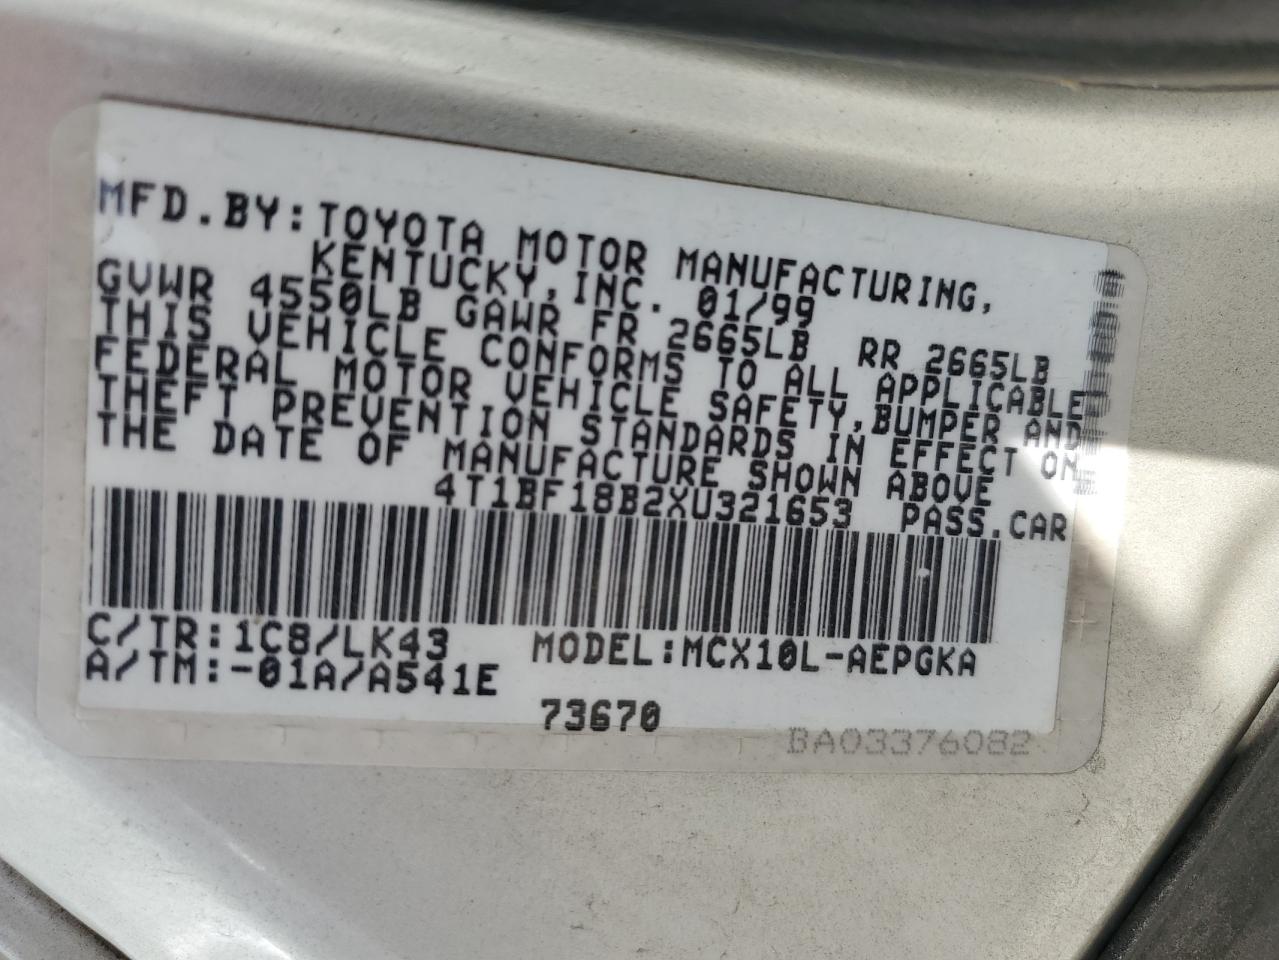 MFD.BY:TOYOTA MOTOR MANUFACTURING,
KENTUCKY,INC. 01/99
GVWR 4550LB GAWR FR 2665LB RR 2665LB
THIS VEHICLE CONFORMS TO ALL APPLICABLE
FEDERAL MOTOR VEHICLE SAFETY,BUMPER AND
THEFT PREVENTION STANDARDS IN EFFECT ON
THE DATE OF MANUFACTURE SHOWN ABOVE
4T1BF18B2XU321653 PASS.CAR
C/TR:1C8/LK43 MODEL:MCX10L-AEPGKA
A/TM:-01A/A541E
73670
BA03376082